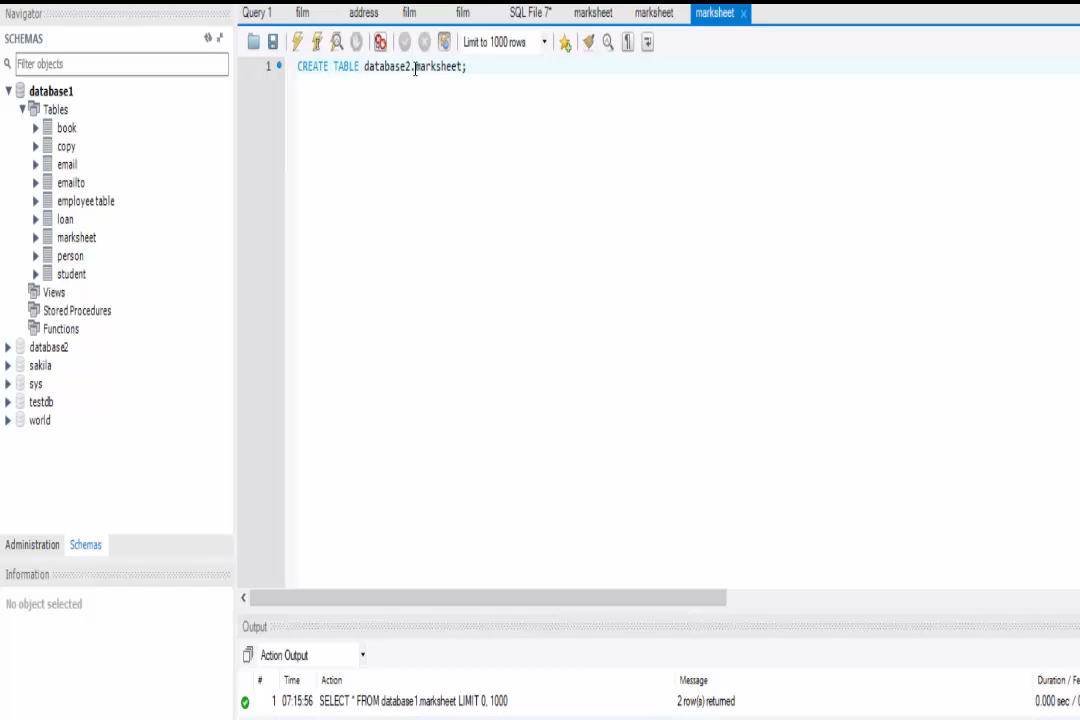 Navigator
Query 1 film address film film SQL File 7* marksheet marksheet marksheet
SCHEMAS
Limit to 1000 rows
Filter objects
1 CREATE TABLE database2.marksheet;
database1
Tables
book
copy
email
emailto
employeetable
loan
marksheet
person
student
Views
Stored Procedures
Functions
database2
sakila
sys
testdb
world
Administration Schemas
Information
No object selected
Output
Action Output
# Time Action Message Duration / Fe
1 07:15:56 SELECT * FROM database1.marksheet LIMIT 0, 1000 2 row(s) returned 0.000 sec / 0